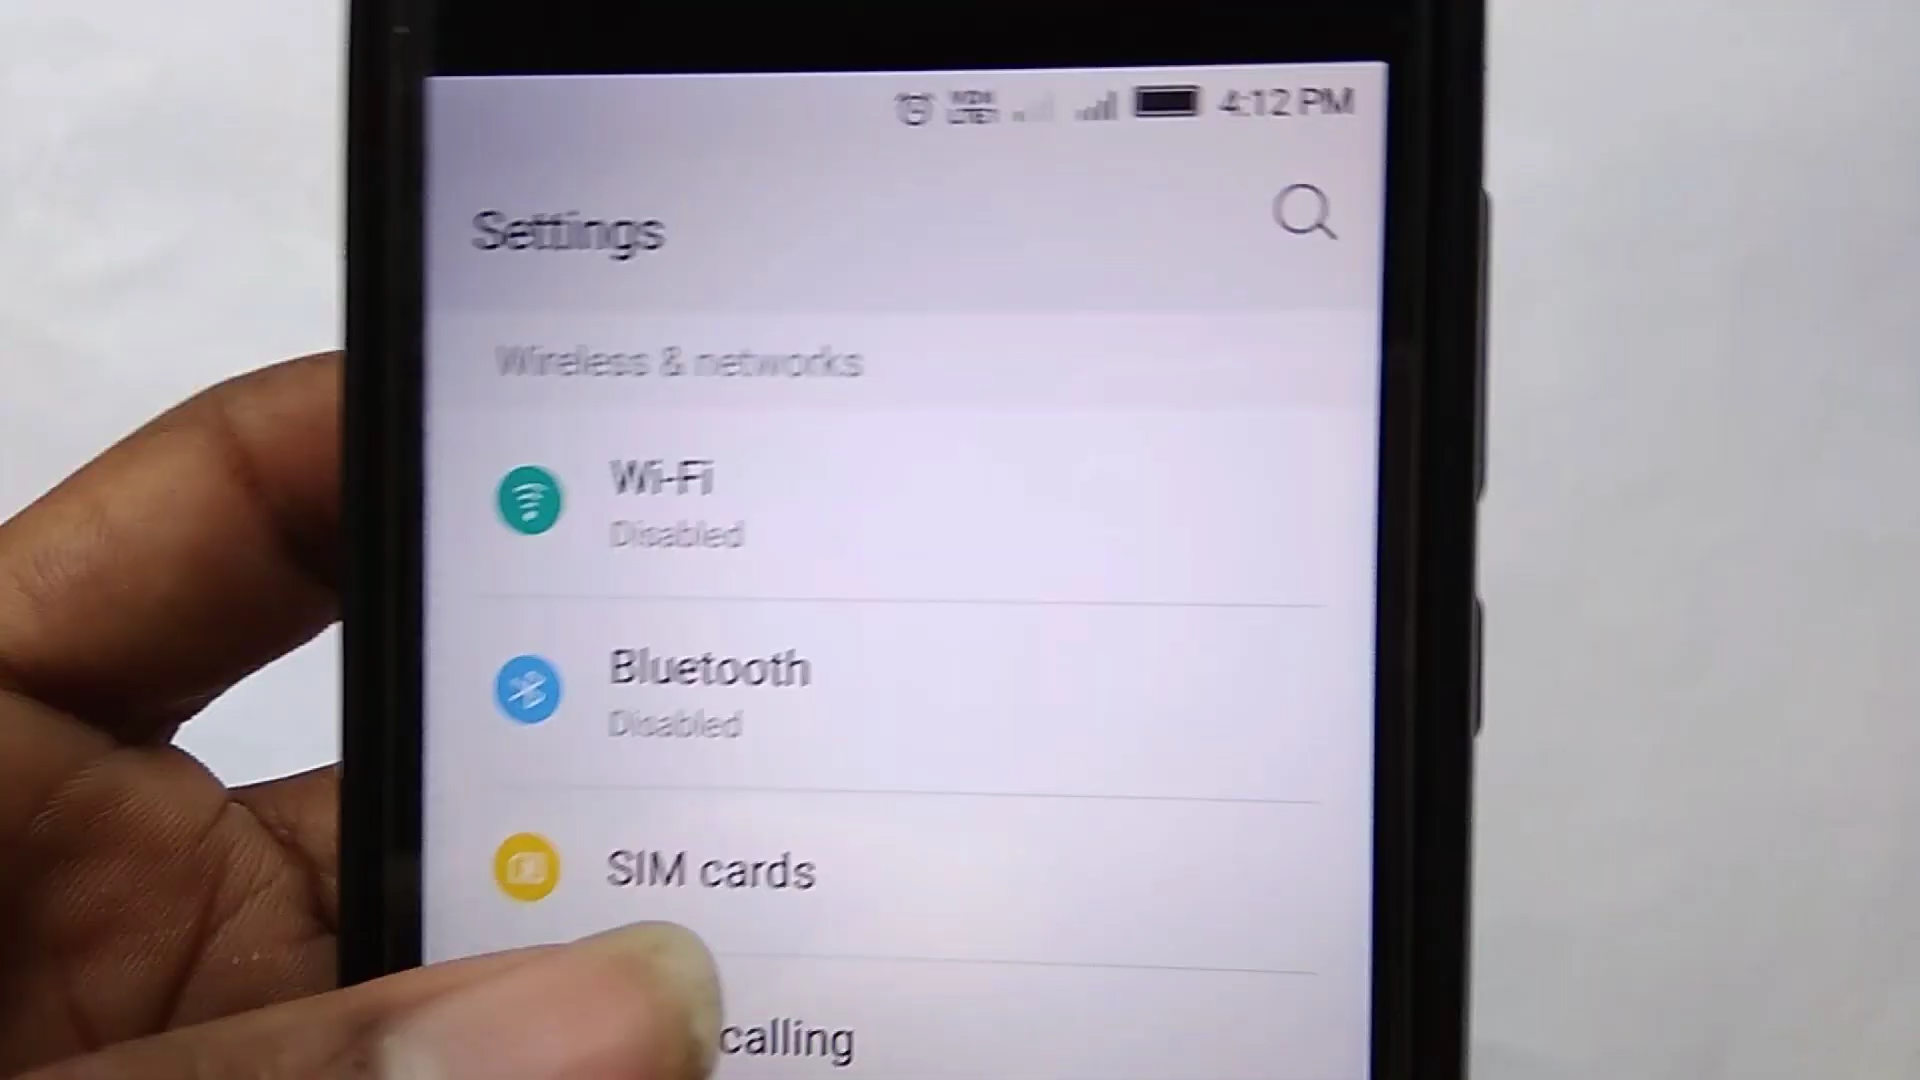 4:12 PM
Settings
Wireless & networks
Wi-Fi
Disabled
Bluetooth
Disabled
SIM cards
calling